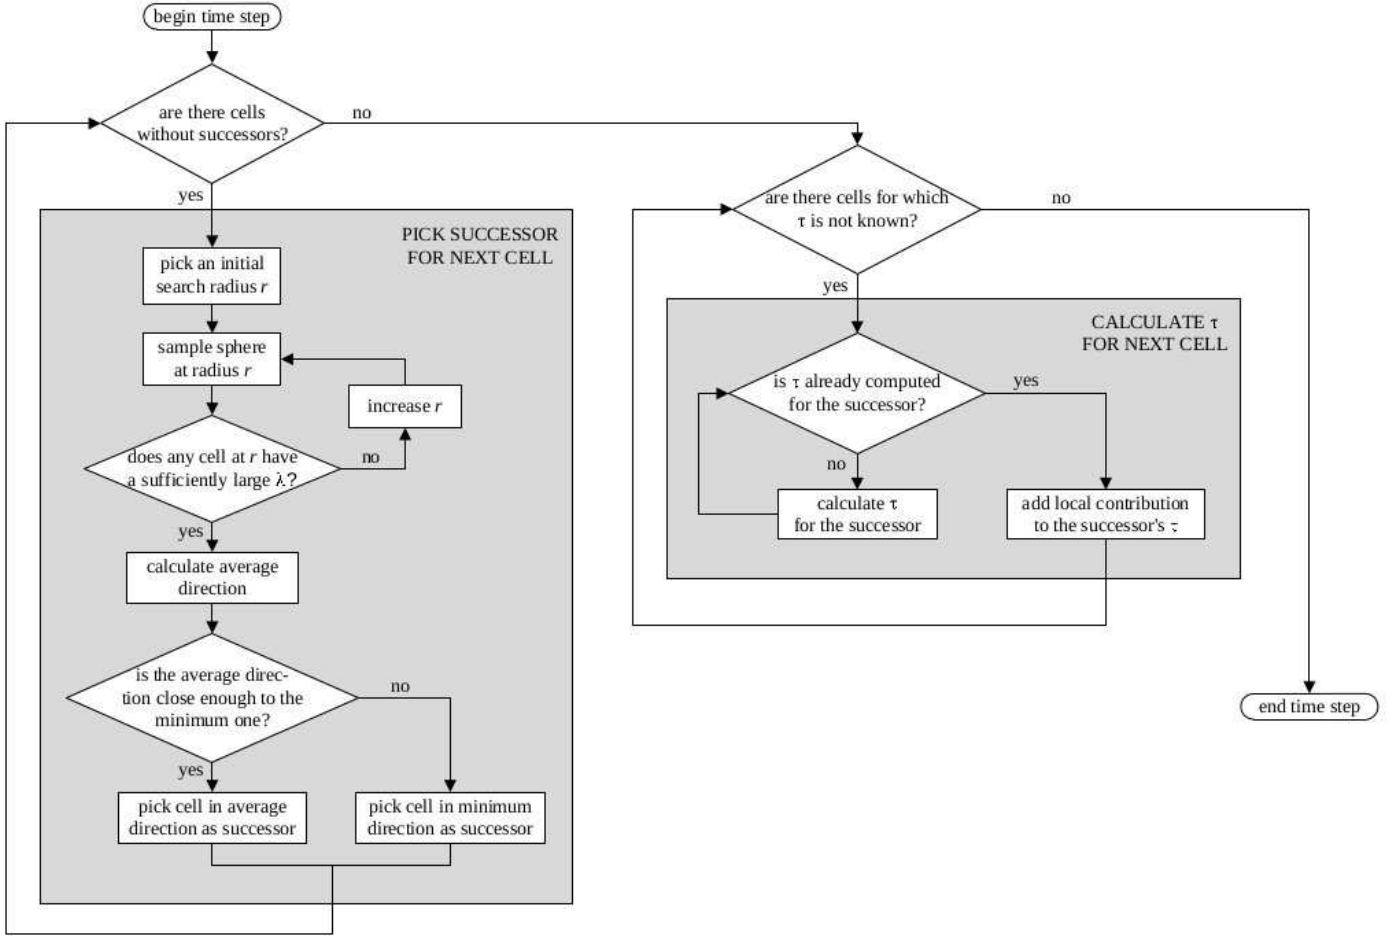 begin time step
are there cells
without successors?
no
yes
PICK SUCCESSOR
FOR NEXT CELL
pick an initial
search radius r
sample sphere
at radius r
increase r
does any cell at r have
a sufficiently large λ?
no
yes
calculate average
direction
is the average direc-
tion close enough to the
minimum one?
no
yes
pick cell in average
direction as successor
pick cell in minimum
direction as successor
are there cells for which
τ is not known?
no
yes
CALCULATE τ
FOR NEXT CELL
is τ already computed
for the successor?
yes
no
calculate τ
for the successor
add local contribution
to the successor's τ
end time step